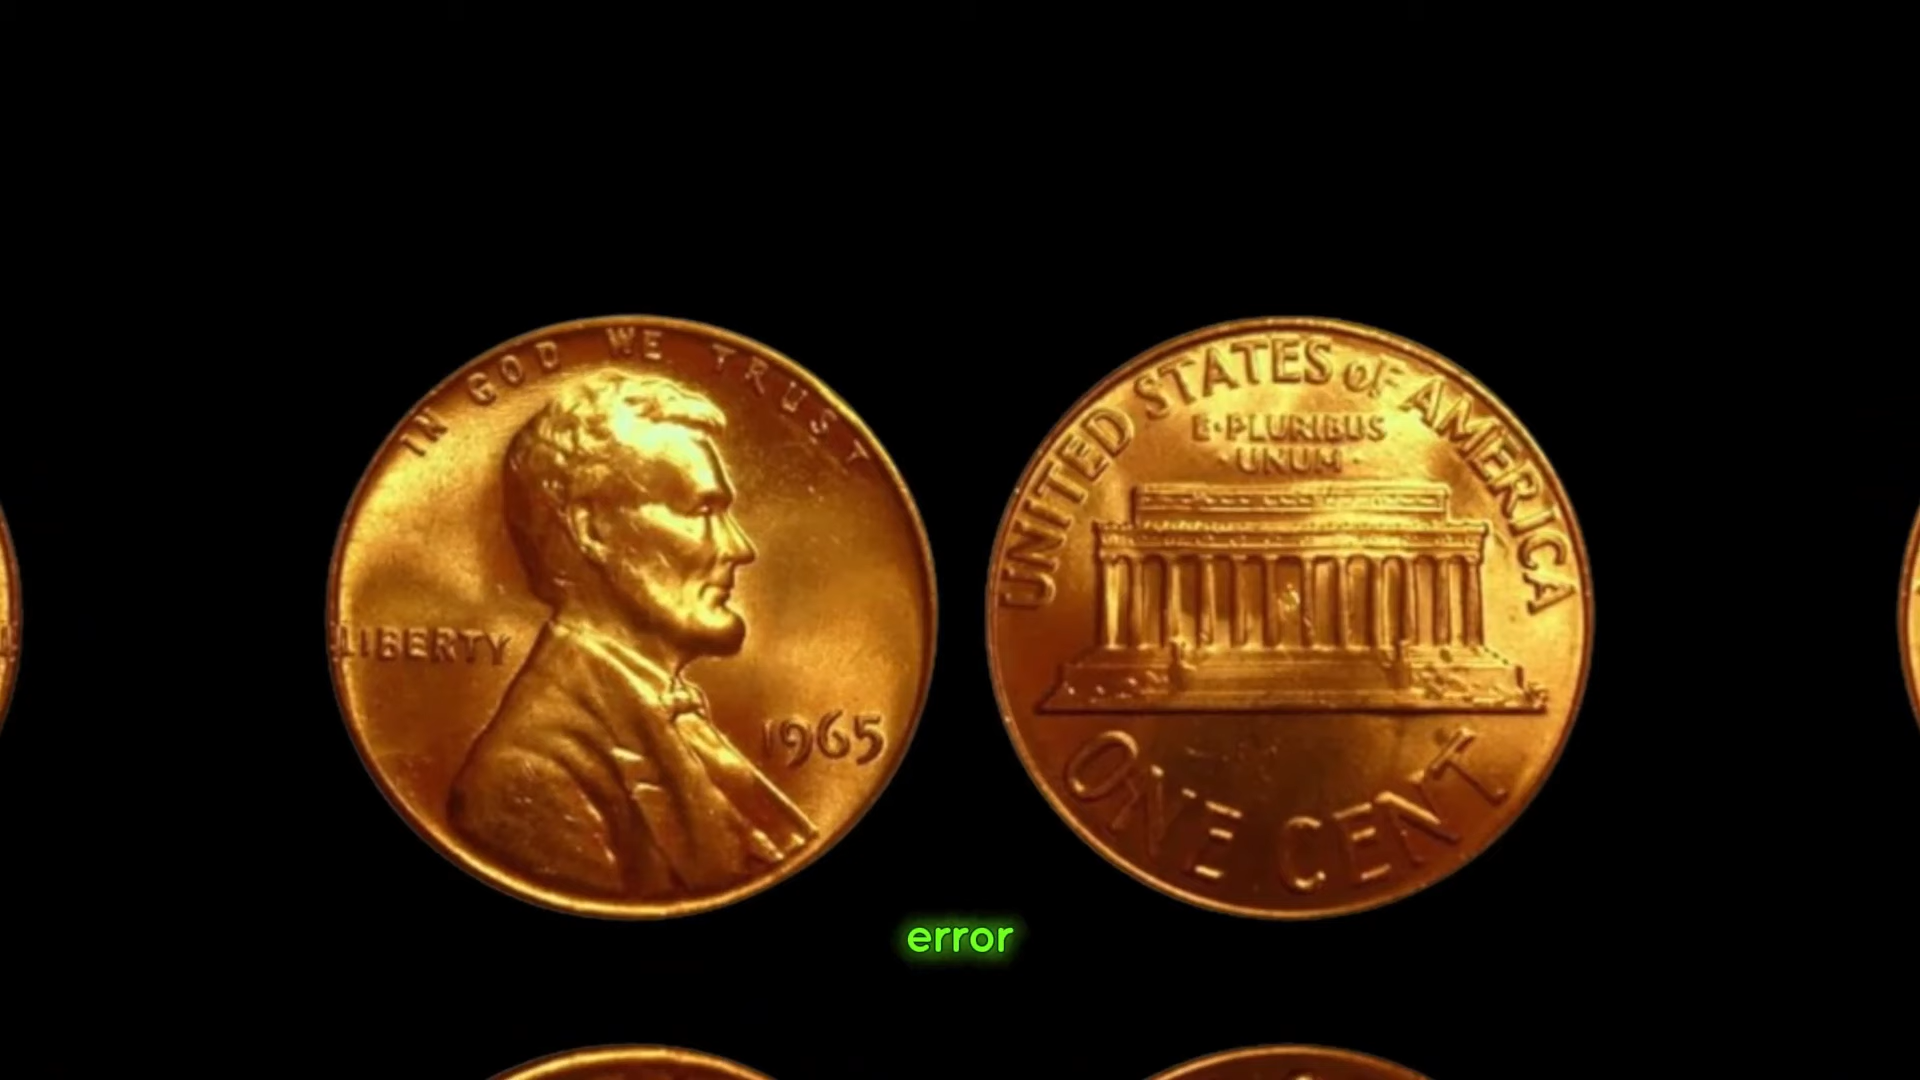 IN GOD WE TRUST
LIBERTY
1965
UNITED STATES OF AMERICA
E·PLURIBUS
·UNUM·
ONE CENT
error